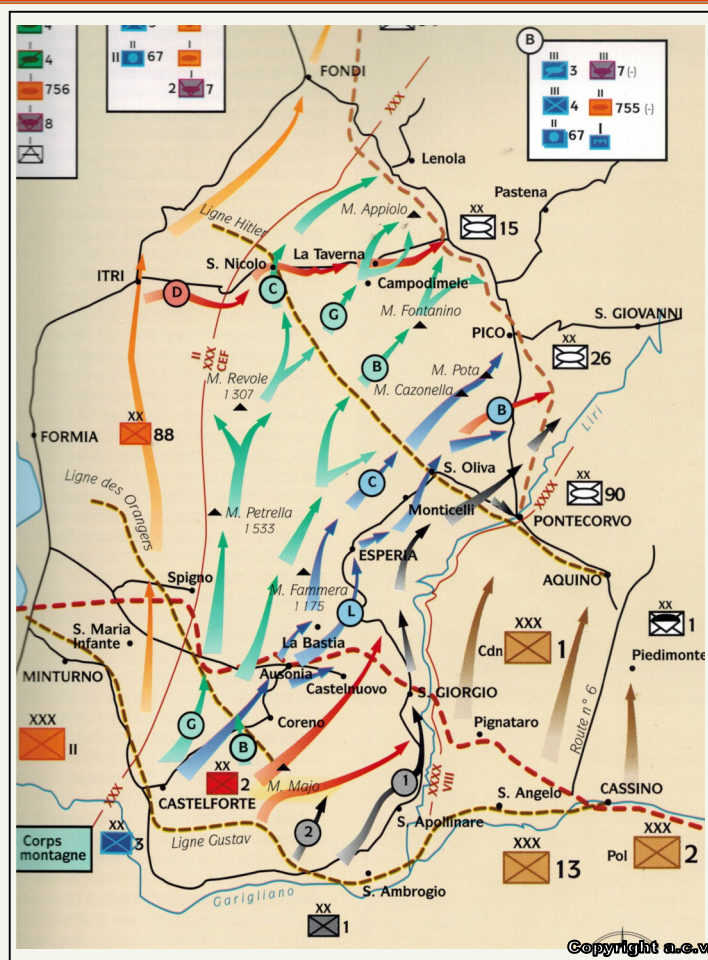 4
4
756
8
II
II
67
I
I
2
7
B
III
3
III
7 (-)
III
4
II
755 (-)
II
67
I
FONDI
XXX
Lenola
Pastena
M. Appiolo
XX
15
Ligne Hitler
La Taverna
S. Nicolo
ITRI
D
C
Campodimele
G
M. Fontanino
S. GIOVANNI
PICO
XX
26
II
XXX
CEF
B
M. Pota
M. Revole
1 307
M. Cazonella
B
Liri
XX
88
FORMIA
S. Oliva
XX
90
Ligne des
Orangers
C
XXXX
M. Petrella
1 533
Monticelli
PONTECORVO
ESPERIA
AQUINO
Spigno
M. Fammera
1 175
L
XX
1
S. Maria
Infante
La Bastia
XXX
Cdn
1
Piedimonte
MINTURNO
Ausonia
Castelnuovo
S. GIORGIO
Route n° 6
XXX
II
G
B
Coreno
Pignataro
XX
2
M. Majo
1
XXXX
VIII
CASTELFORTE
S. Angelo
CASSINO
XXX
XX
3
Corps
montagne
Ligne Gustav
2
S. Apollinare
XXX
13
XXX
Pol
2
Garigliano
S. Ambrogio
XX
1
Copyright a.c.v